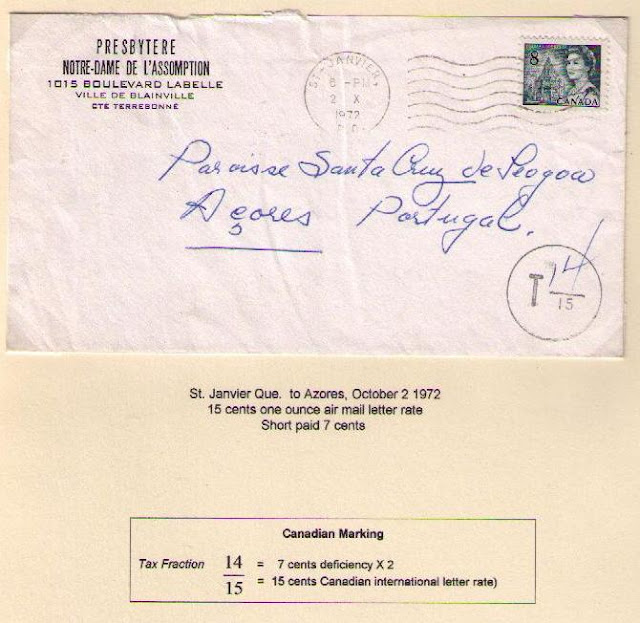 PRESBYTERE
NOTRE-DAME DE L'ASSOMPTION
1015 BOULEVARD LABELLE
VILLE DE BLAINVILLE
CTÉ TERREBONNE
ST-JANVIER
6-PM
2 X
1972
P.Q.
8
CANADA
Paroisse Santa Cruz de
Açores Portugal.
T 14
15
St. Janvier Que. to Azores, October 2 1972
15 cents one ounce air mail letter rate
Short paid 7 cents
Canadian Marking
Tax Fraction 14 = 7 cents deficiency X 2
15 = 15 cents Canadian international letter rate)